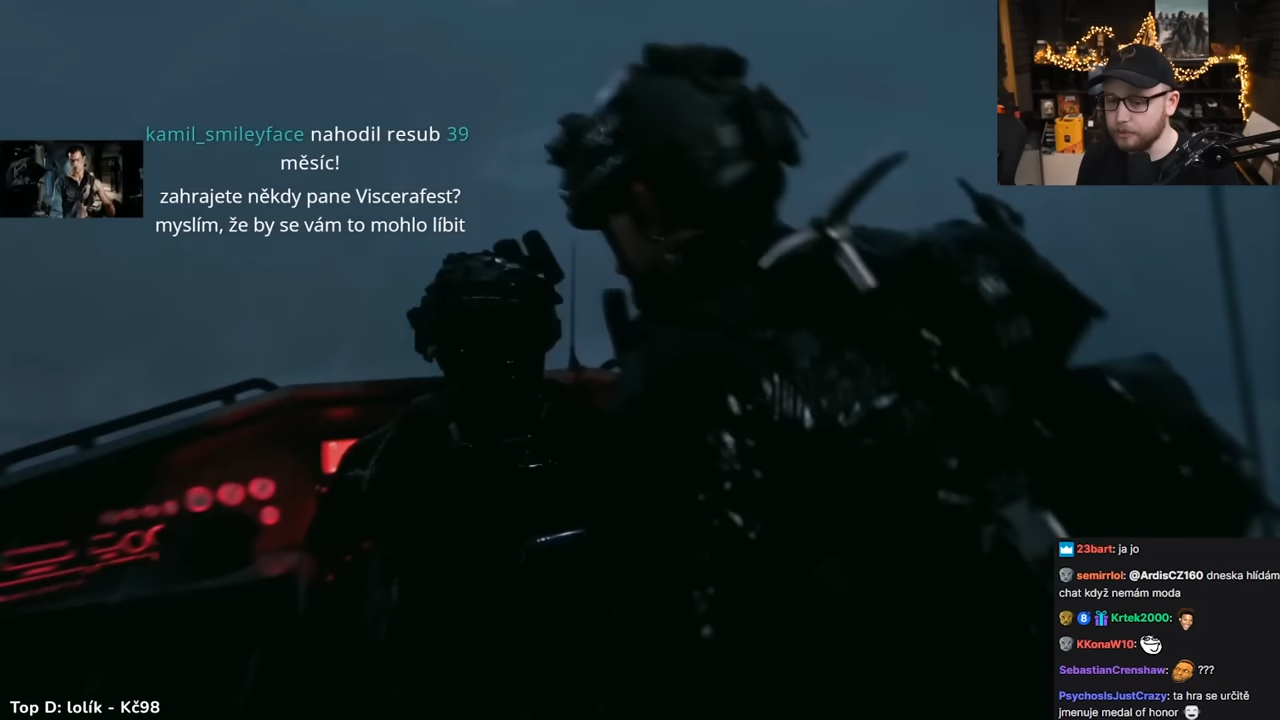 kamil_smileyface nahodil resub 39
měsíc!
zahrajete někdy pane Viscerafest?
myslím, že by se vám to mohlo líbit
23bart: ja jo
semirrlol: @ArdisCZ160 dneska hlídám
chat když nemám moda
8 Krtek2000:
KKonaW10:
SebastianCrenshaw: ???
PsychosIsJustCrazy: ta hra se určitě
jmenuje medal of honor
Top D: lolík - Kč98